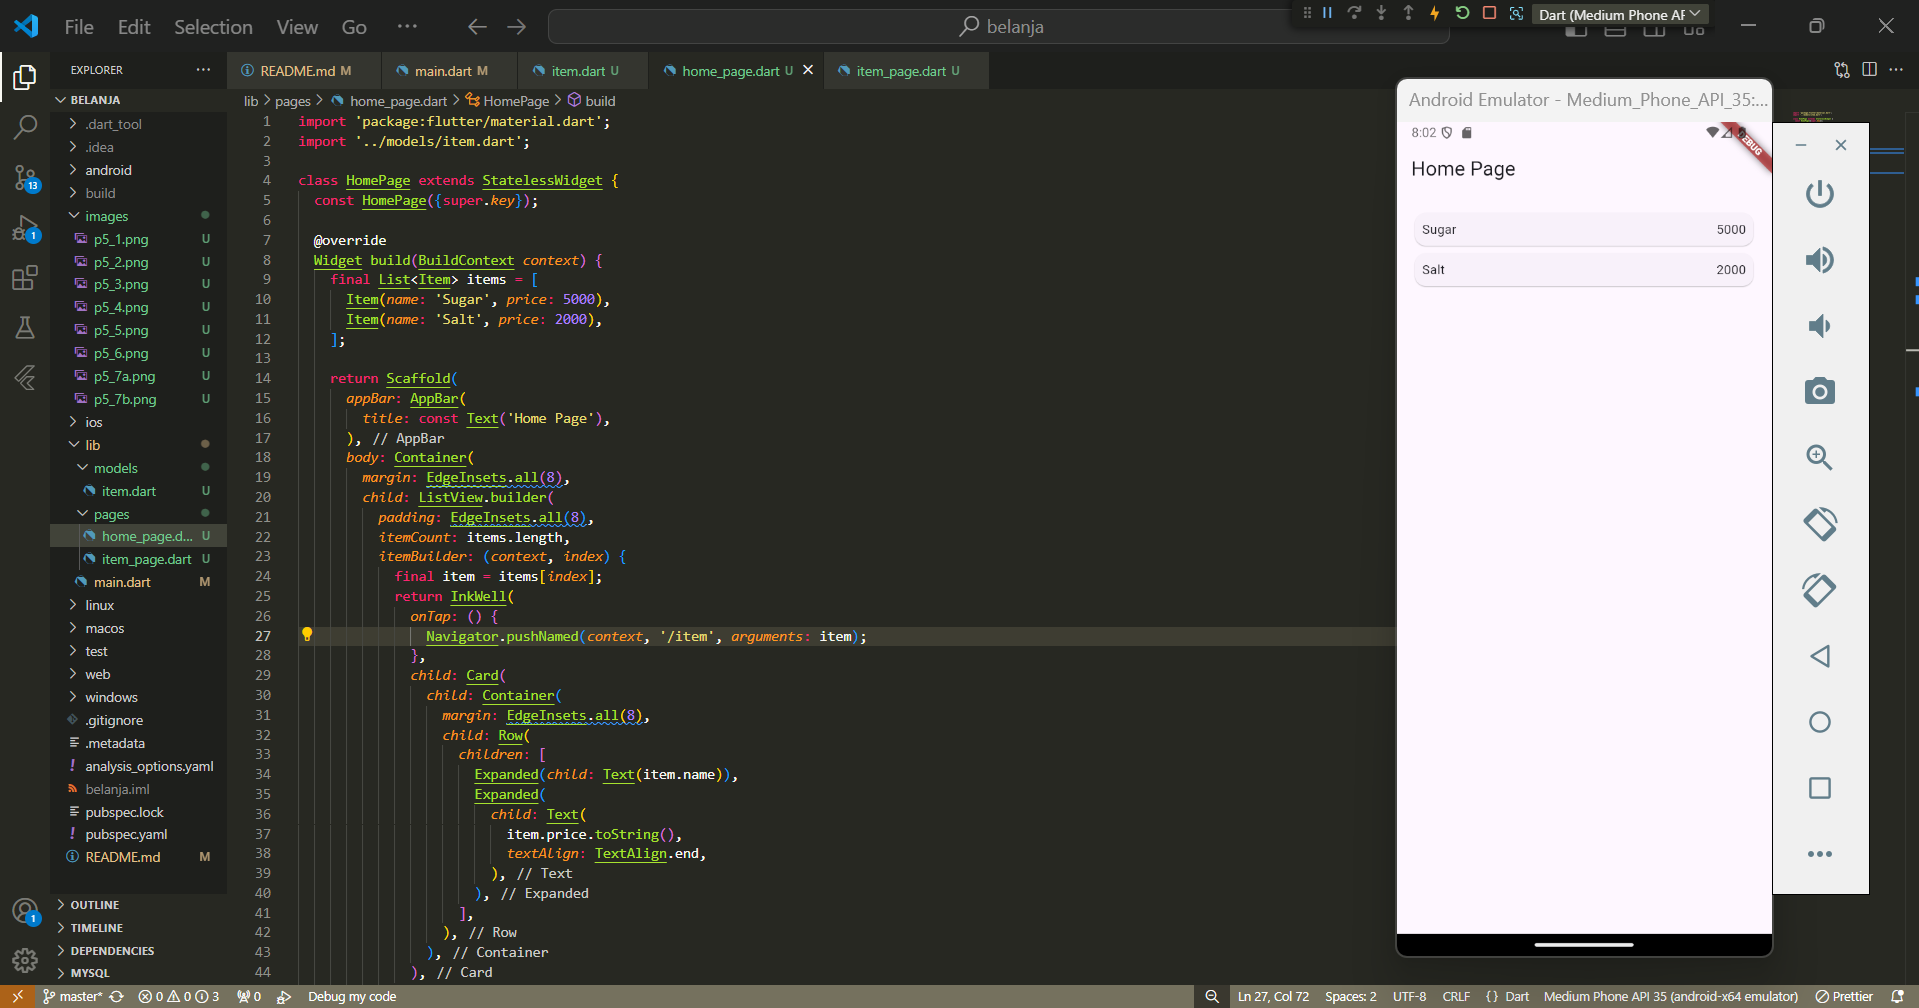 File Edit Selection View Go ···
belanja
Dart (Medium Phone AF
EXPLORER ···
README.md M
main.dart M
item.dart U
home_page.dart U
item_page.dart U
BELANJA
.dart_tool
.idea
android
build
images
p5_1.png U
p5_2.png U
p5_3.png U
p5_4.png U
p5_5.png U
p5_6.png U
p5_7a.png U
p5_7b.png U
ios
lib
models
item.dart U
pages
home_page.d... U
item_page.dart U
main.dart M
linux
macos
test
web
windows
.gitignore
.metadata
! analysis_options.yaml
belanja.iml
pubspec.lock
! pubspec.yaml
README.md M
OUTLINE
TIMELINE
DEPENDENCIES
MYSQL
13
1
1
lib > pages > home_page.dart > HomePage > build
1 import 'package:flutter/material.dart';
2 import '../models/item.dart';
3
4 class HomePage extends StatelessWidget {
5 const HomePage({super.key});
6
7 @override
8 Widget build(BuildContext context) {
9 final List<Item> items = [
10 Item(name: 'Sugar', price: 5000),
11 Item(name: 'Salt', price: 2000),
12 ];
13
14 return Scaffold(
15 appBar: AppBar(
16 title: const Text('Home Page'),
17 ), // AppBar
18 body: Container(
19 margin: EdgeInsets.all(8),
20 child: ListView.builder(
21 padding: EdgeInsets.all(8),
22 itemCount: items.length,
23 itemBuilder: (context, index) {
24 final item = items[index];
25 return InkWell(
26 onTap: () {
27 Navigator.pushNamed(context, '/item', arguments: item);
28 },
29 child: Card(
30 child: Container(
31 margin: EdgeInsets.all(8),
32 child: Row(
33 children: [
34 Expanded(child: Text(item.name)),
35 Expanded(
36 child: Text(
37 item.price.toString(),
38 textAlign: TextAlign.end,
39 ), // Text
40 ), // Expanded
41 ],
42 ), // Row
43 ), // Container
44 ), // Card
Android Emulator - Medium_Phone_API_35:...
8:02
DEBUG
Home Page
Sugar 5000
Salt 2000
master* 0 0 3 0 Debug my code
Ln 27, Col 72 Spaces: 2 UTF-8 CRLF {} Dart Medium Phone API 35 (android-x64 emulator) Prettier